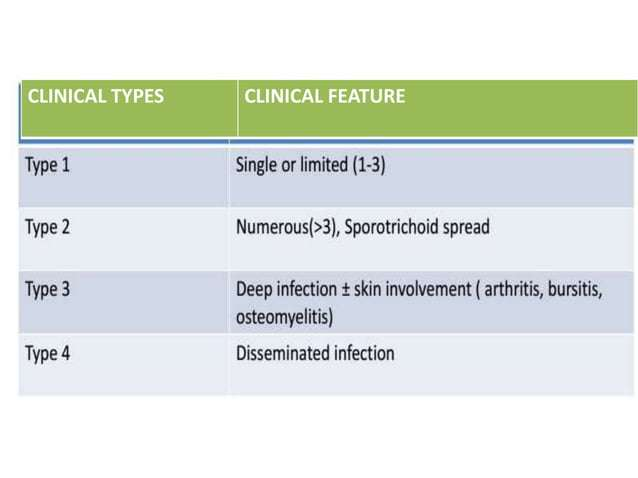 CLINICAL TYPES CLINICAL FEATURE
Type 1 Single or limited (1-3)
Type 2 Numerous(>3), Sporotrichoid spread
Type 3 Deep infection ± skin involvement ( arthritis, bursitis,
osteomyelitis)
Type 4 Disseminated infection